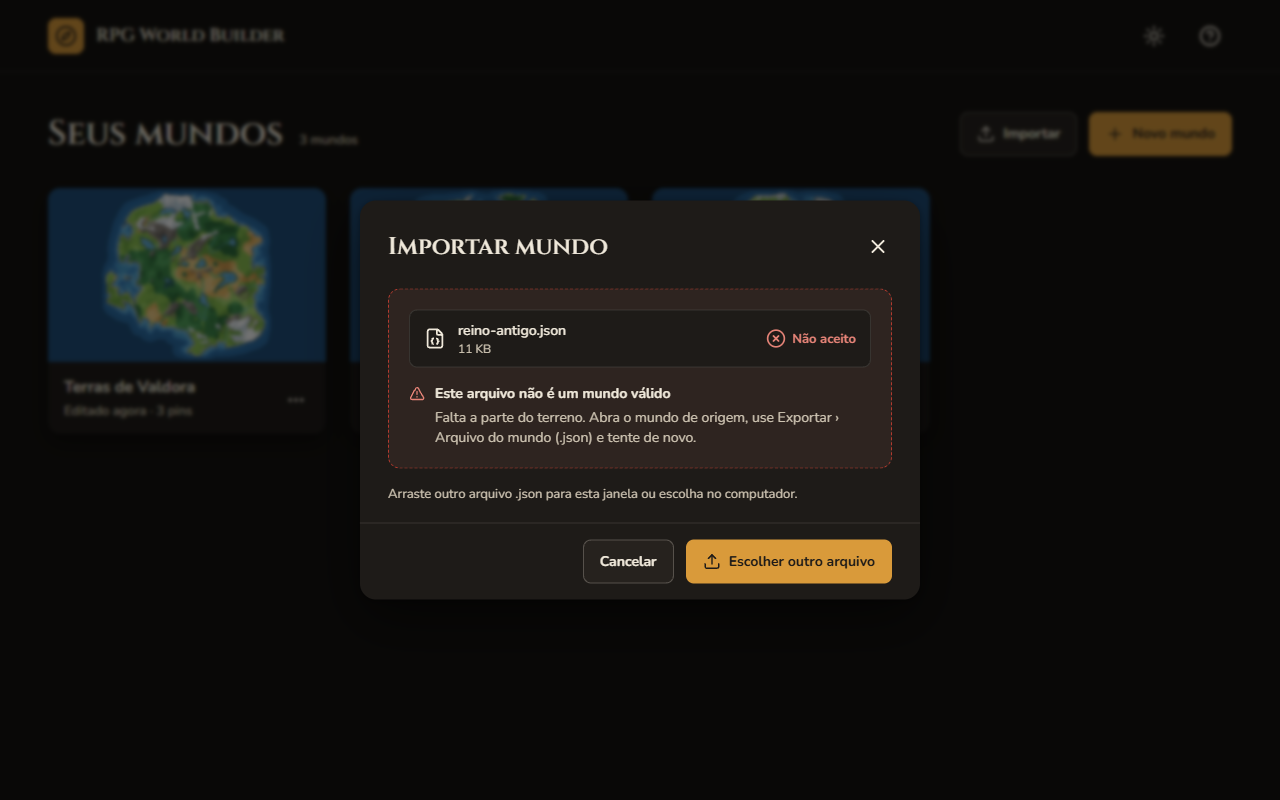 RPG World Builder
Seus mundos
3 mundos
Importar
Novo mundo
Terras de Valdora
Editado agora · 3 pins
Importar mundo
reino-antigo.json
11 KB
Não aceito
Este arquivo não é um mundo válido
Falta a parte do terreno. Abra o mundo de origem, use Exportar ›
Arquivo do mundo (.json) e tente de novo.
Arraste outro arquivo .json para esta janela ou escolha no computador.
Cancelar
Escolher outro arquivo